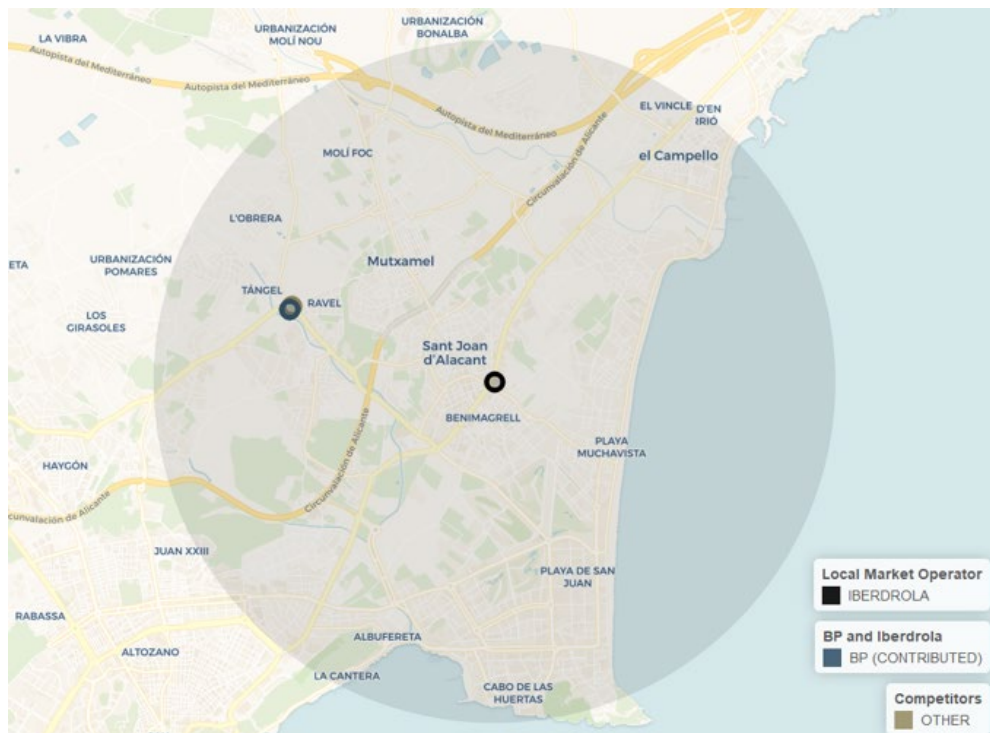 URBANIZACIÓN
BONALBA
URBANIZACIÓN
MOLÍ NOU
LA VIBRA
Autopista del Mediterráneo
Autopista del Mediterráneo
Autopista del Mediterráneo
EL VINCLE
D'EN
IRIÓ
Circunvalación de Alicante
MOLÍ FOC
el Campello
L'OBRERA
ETA
URBANIZACIÓN
POMARES
Mutxamel
TÁNGEL
RAVEL
LOS
GIRASOLES
Sant Joan
d'Alacant
BENIMAGRELL
PLAYA
MUCHAVISTA
HAYGÓN
Circunvalación de Alicante
cunvalación de Alicante
JUAN XXIII
PLAYA DE SAN
JUAN
RABASSA
ALBUFERETA
ALTOZANO
LA CANTERA
CABO DE LAS
HUERTAS
Local Market Operator
IBERDROLA
BP and Iberdrola
BP (CONTRIBUTED)
Competitors
OTHER